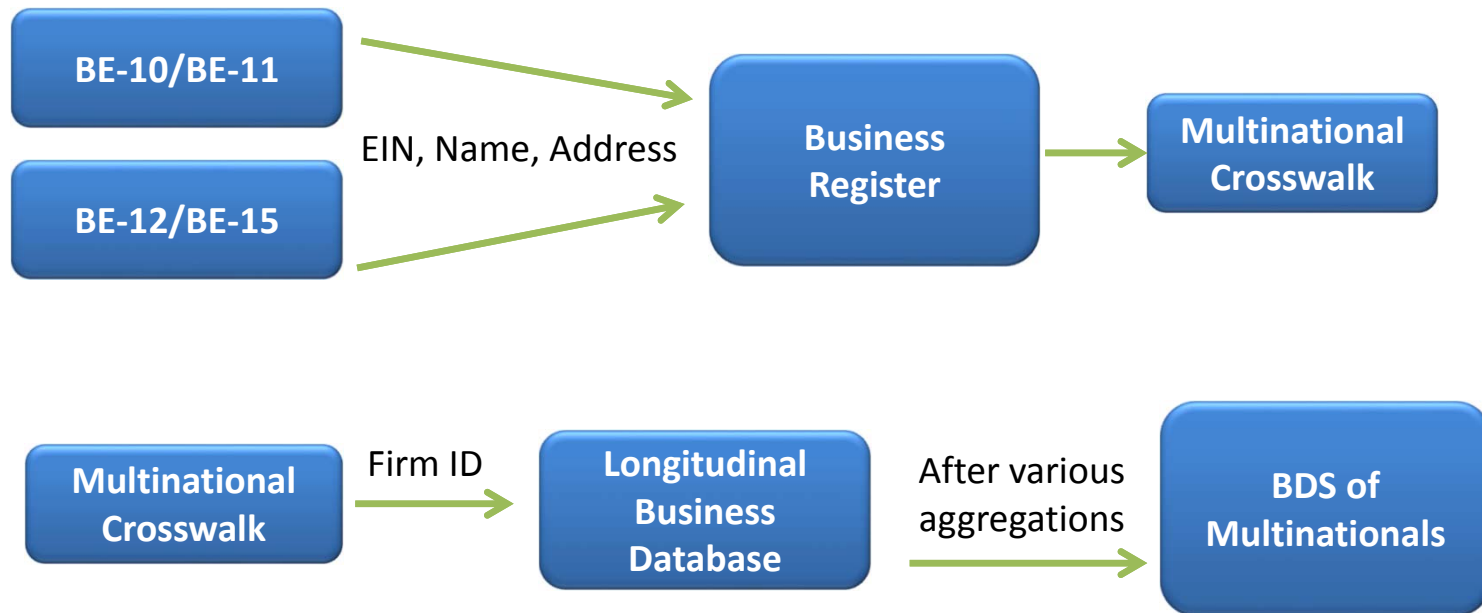 BE-10/BE-11
EIN, Name, Address
BE-12/BE-15
Business
Register
Multinational
Crosswalk
Multinational
Crosswalk
Firm ID
Longitudinal
Business
Database
After various
aggregations
BDS of
Multinationals